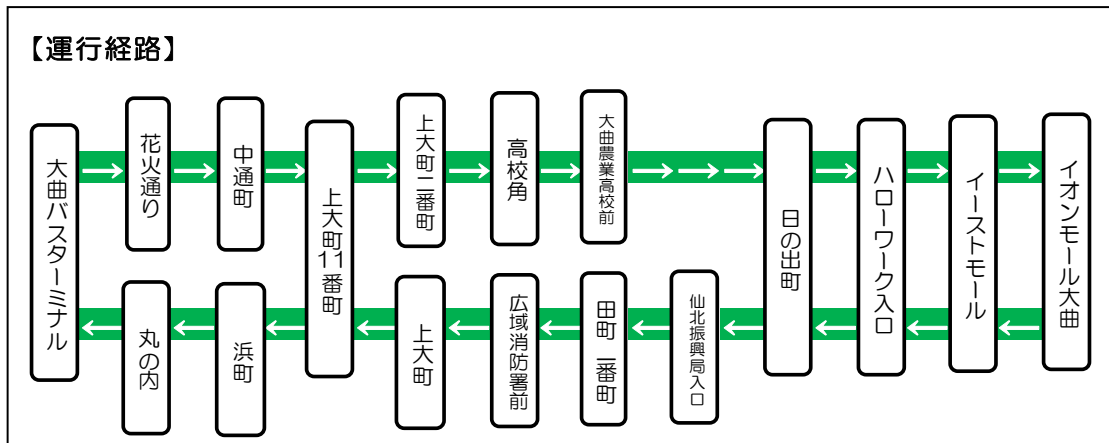 【運行経路】
大曲バスターミナル
花火通り
中通町
上大町11番町
上大町二番町
高校角
大曲農業高校前
日の出町
ハローワーク入口
イーストモール
イオンモール大曲
丸の内
浜町
上大町
広域消防署前
田町二番町
仙北振興局入口